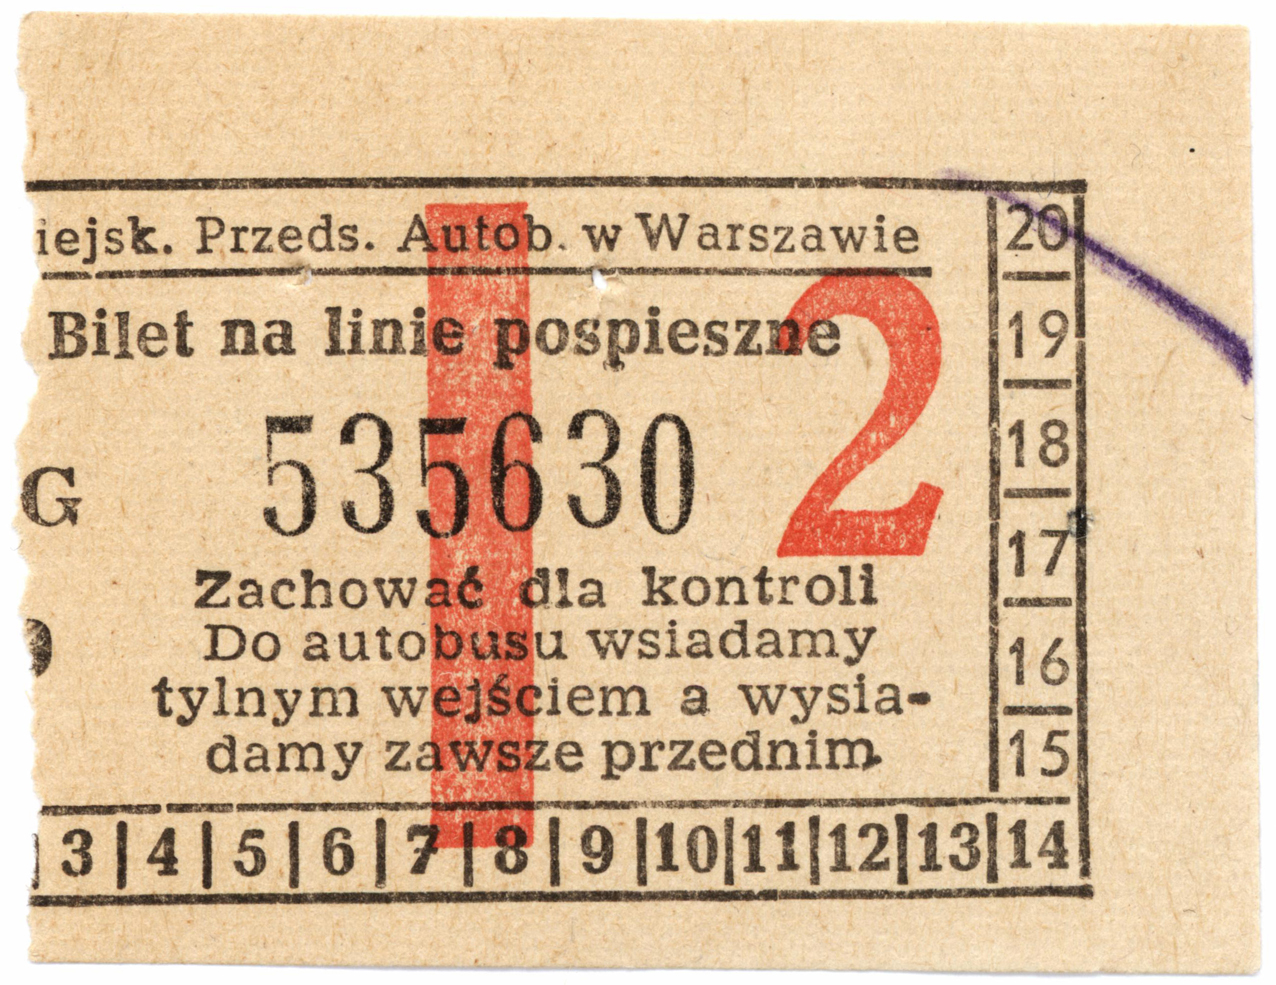 iejsk. Przeds. Autob. w Warszawie
Bilet na linie pospieszne
G 535630 2
Zachować dla kontroli
Do autobusu wsiadamy
tylnym wejściem a wysia-
damy zawsze przednim.
20
19
18
17
16
15
3 4 5 6 7 8 9 10 11 12 13 14